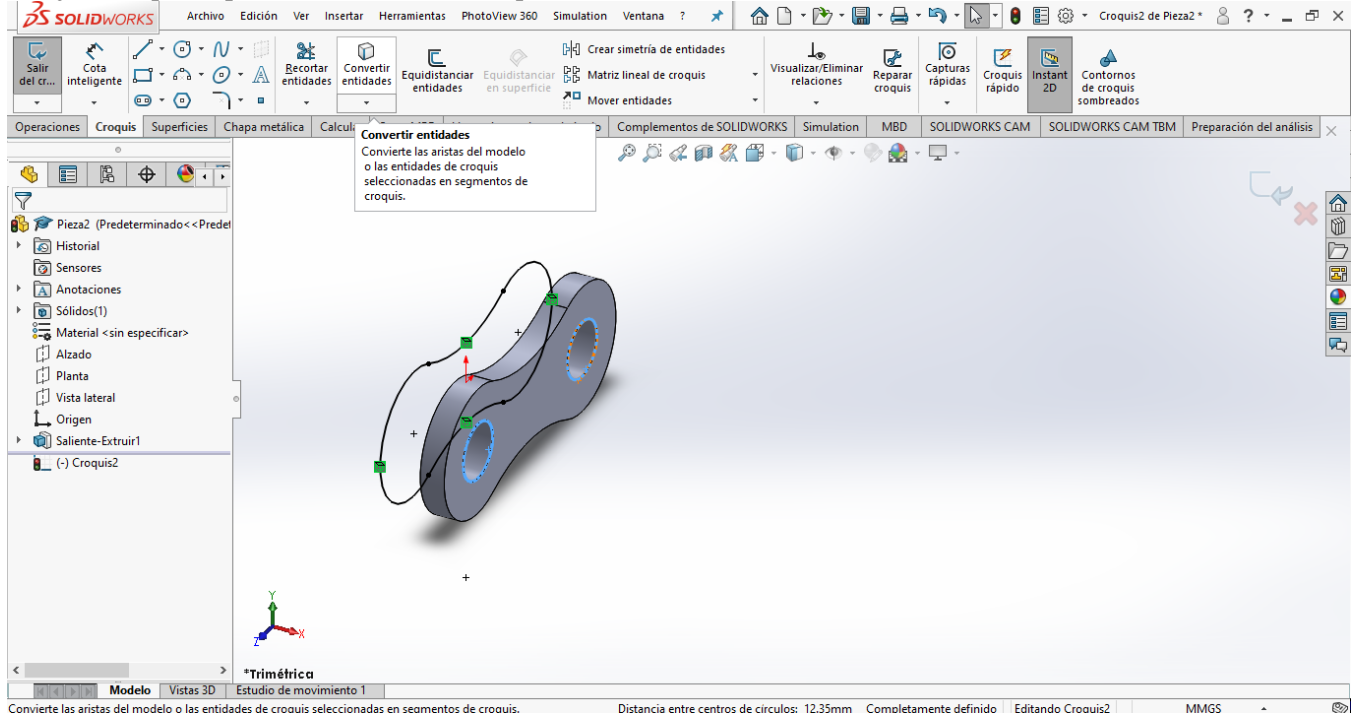 SOLIDWORKS Archivo Edición Ver Insertar Herramientas PhotoView 360 Simulation Ventana ? Croquis2 de Pieza2 * ?
Salir
del cr...
Cota
inteligente
Recortar
entidades
Convertir
entidades
Equidistanciar
entidades
Equidistanciar
en superficie
Crear simetría de entidades
Matriz lineal de croquis
Mover entidades
Visualizar/Eliminar
relaciones
Reparar
croquis
Capturas
rápidas
Croquis
rápido
Instant
2D
Contornos
de croquis
sombreados
Operaciones Croquis Superficies Chapa metálica Complementos de SOLIDWORKS Simulation MBD SOLIDWORKS CAM SOLIDWORKS CAM TBM Preparación del análisis
Convertir entidades
Convierte las aristas del modelo
o las entidades de croquis
seleccionadas en segmentos de
croquis.
Pieza2 (Predeterminado<<Predet
Historial
Sensores
Anotaciones
Sólidos(1)
Material <sin especificar>
Alzado
Planta
Vista lateral
Origen
Saliente-Extruir1
(-) Croquis2
Y
X
Z
*Trimétrica
Modelo Vistas 3D Estudio de movimiento 1
Convierte las aristas del modelo o las entidades de croquis seleccionadas en segmentos de croquis. Distancia entre centros de círculos: 12.35mm Completamente definido Editando Croquis2 MMGS